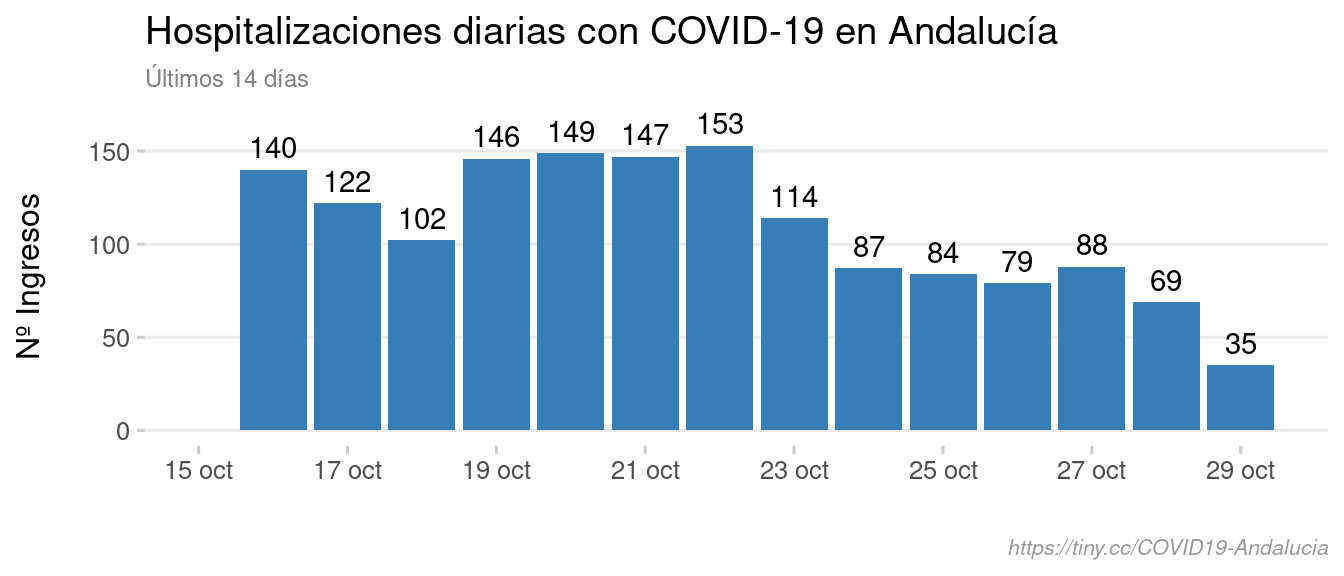 Hospitalizaciones diarias con COVID-19 en Andalucía
Últimos 14 días
Nº Ingresos
150
100
50
0
140
122
102
146
149
147
153
114
87
84
79
88
69
35
15 oct
17 oct
19 oct
21 oct
23 oct
25 oct
27 oct
29 oct
https://tiny.cc/COVID19-Andalucia